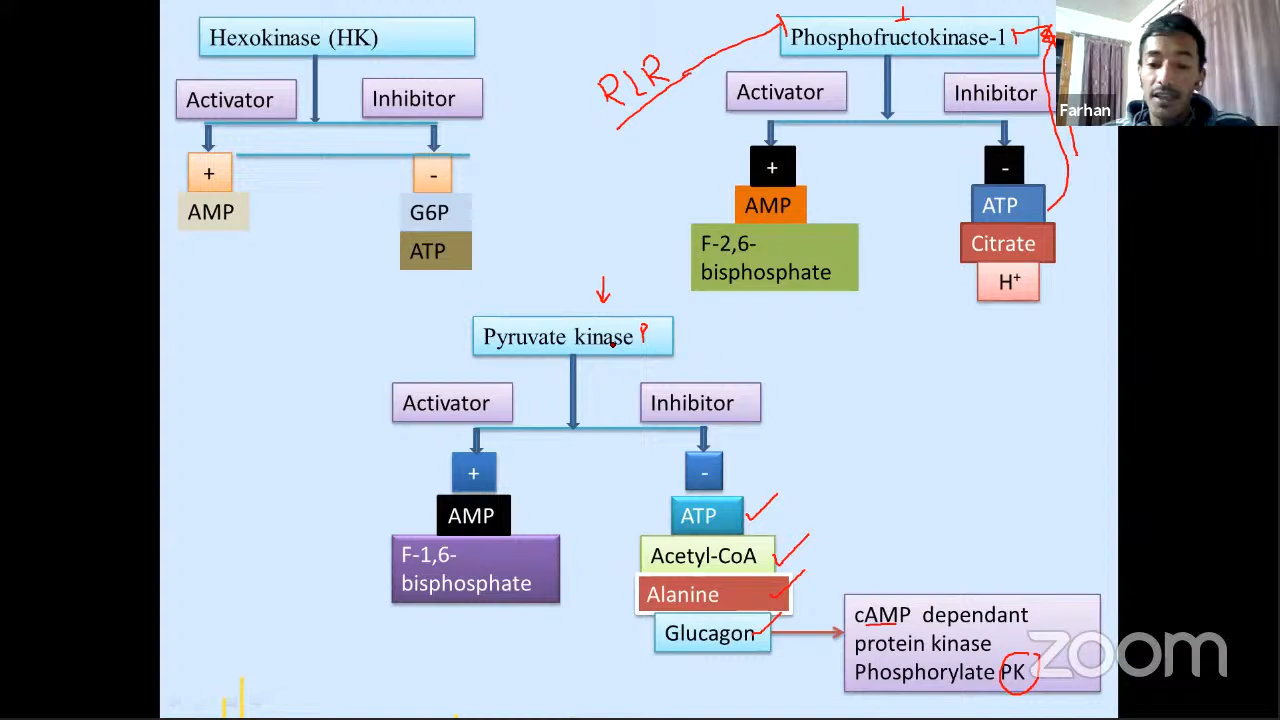 Hexokinase (HK)
Activator
Inhibitor
+
-
AMP
G6P
ATP
RLR
Phosphofructokinase-1
Farhan
Activator
Inhibitor
+
-
AMP
ATP
F-2,6-
bisphosphate
Citrate
H+
Pyruvate kinase
Activator
Inhibitor
+
-
AMP
ATP
F-1,6-
bisphosphate
Acetyl-CoA
Alanine
Glucagon
cAMP dependant
protein kinase
Phosphorylate PK
zoom